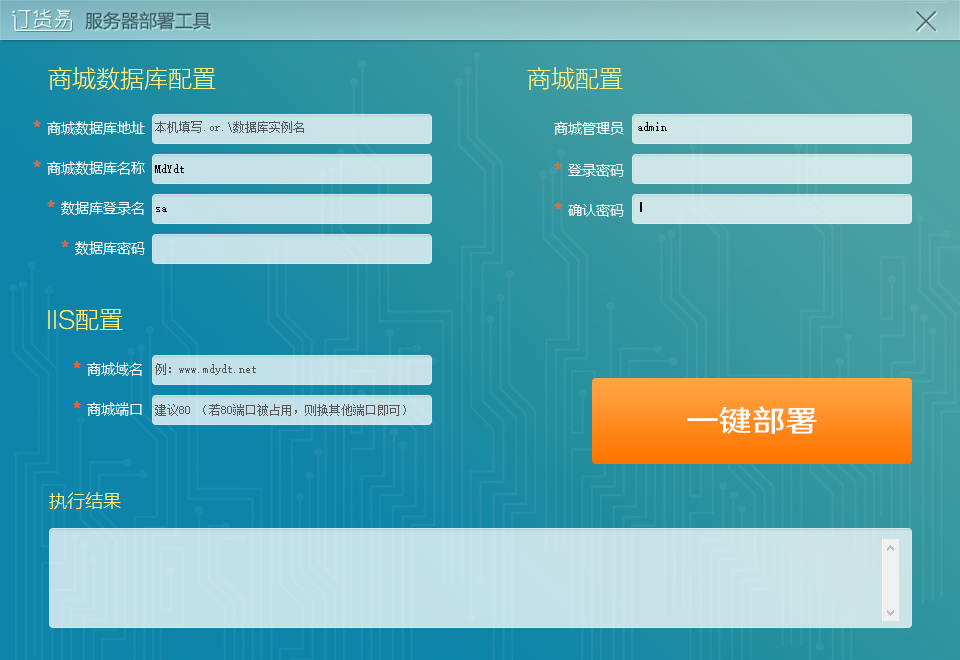 订货易 服务器部署工具
商城数据库配置
* 商城数据库地址 本机填写.or.\数据库实例名
* 商城数据库名称 MdYdt
* 数据库登录名 sa
* 数据库密码
商城配置
商城管理员 admin
* 登录密码
* 确认密码
IIS配置
* 商城域名 例：www.mdydt.net
* 商城端口 建议80 （若80端口被占用，则换其他端口即可）
一键部署
执行结果